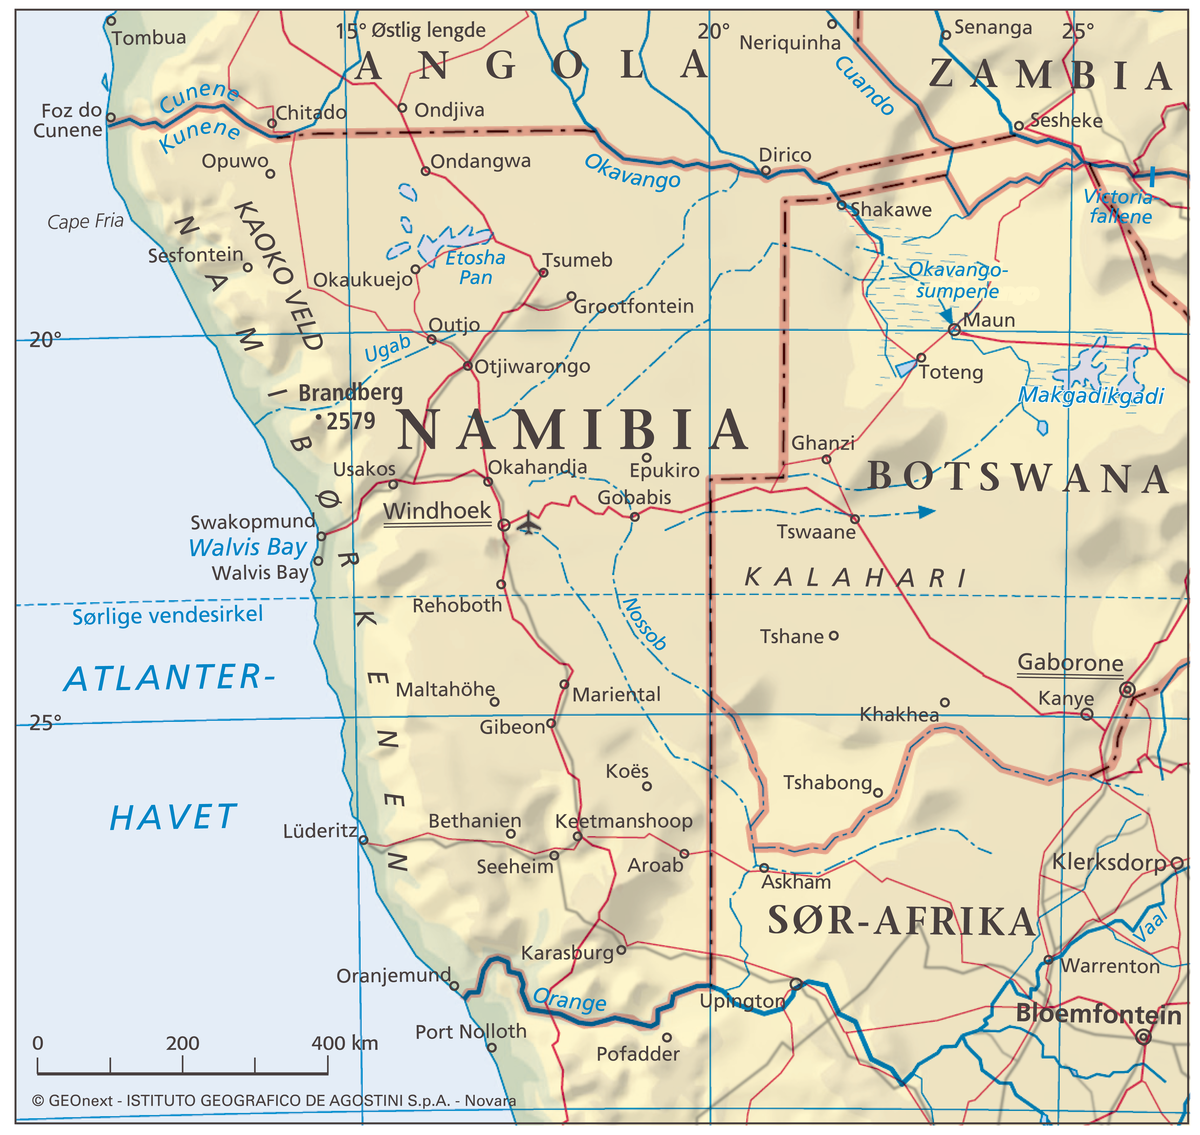 15° Østlig lengde
20°
25°
Tombua
ANGOLA
Neriquinha
Senanga
ZAMBIA
Cuando
Foz do
Cunene
Cunene
Kunene
Chitado
Ondjiva
Sesheke
Opuwo
Ondangwa
Okavango
Dirico
Cape Fria
Shakawe
Victoria
fallene
NAMIBØRKENEN
KAOKO VELD
Sesfontein
Okaukuejo
Etosha
Pan
Tsumeb
Grootfontein
Okavango-
sumpene
Maun
20°
Outjo
Ugab
Otjiwarongo
Toteng
Makgadikgadi
Brandberg
2579
NAMIBIA
Ghanzi
BOTSWANA
Usakos
Okahandja
Epukiro
Gobabis
Swakopmund
Windhoek
Tswaane
Walvis Bay
Walvis Bay
KALAHARI
Rehoboth
Sørlige vendesirkel
Nossob
Tshane
Gaborone
ATLANTER-
Maltahöhe
Mariental
Kanye
Khakhea
25°
Gibeon
Koës
Tshabong
HAVET
Lüderitz
Bethanien
Keetmanshoop
Seeheim
Aroab
Askham
Klerksdorp
SØR-AFRIKA
Vaal
Karasburg
Warrenton
Oranjemund
Orange
Upington
Bloemfontein
Port Nolloth
Pofadder
0 200 400 km
© GEOnext - ISTITUTO GEOGRAFICO DE AGOSTINI S.p.A. - Novara